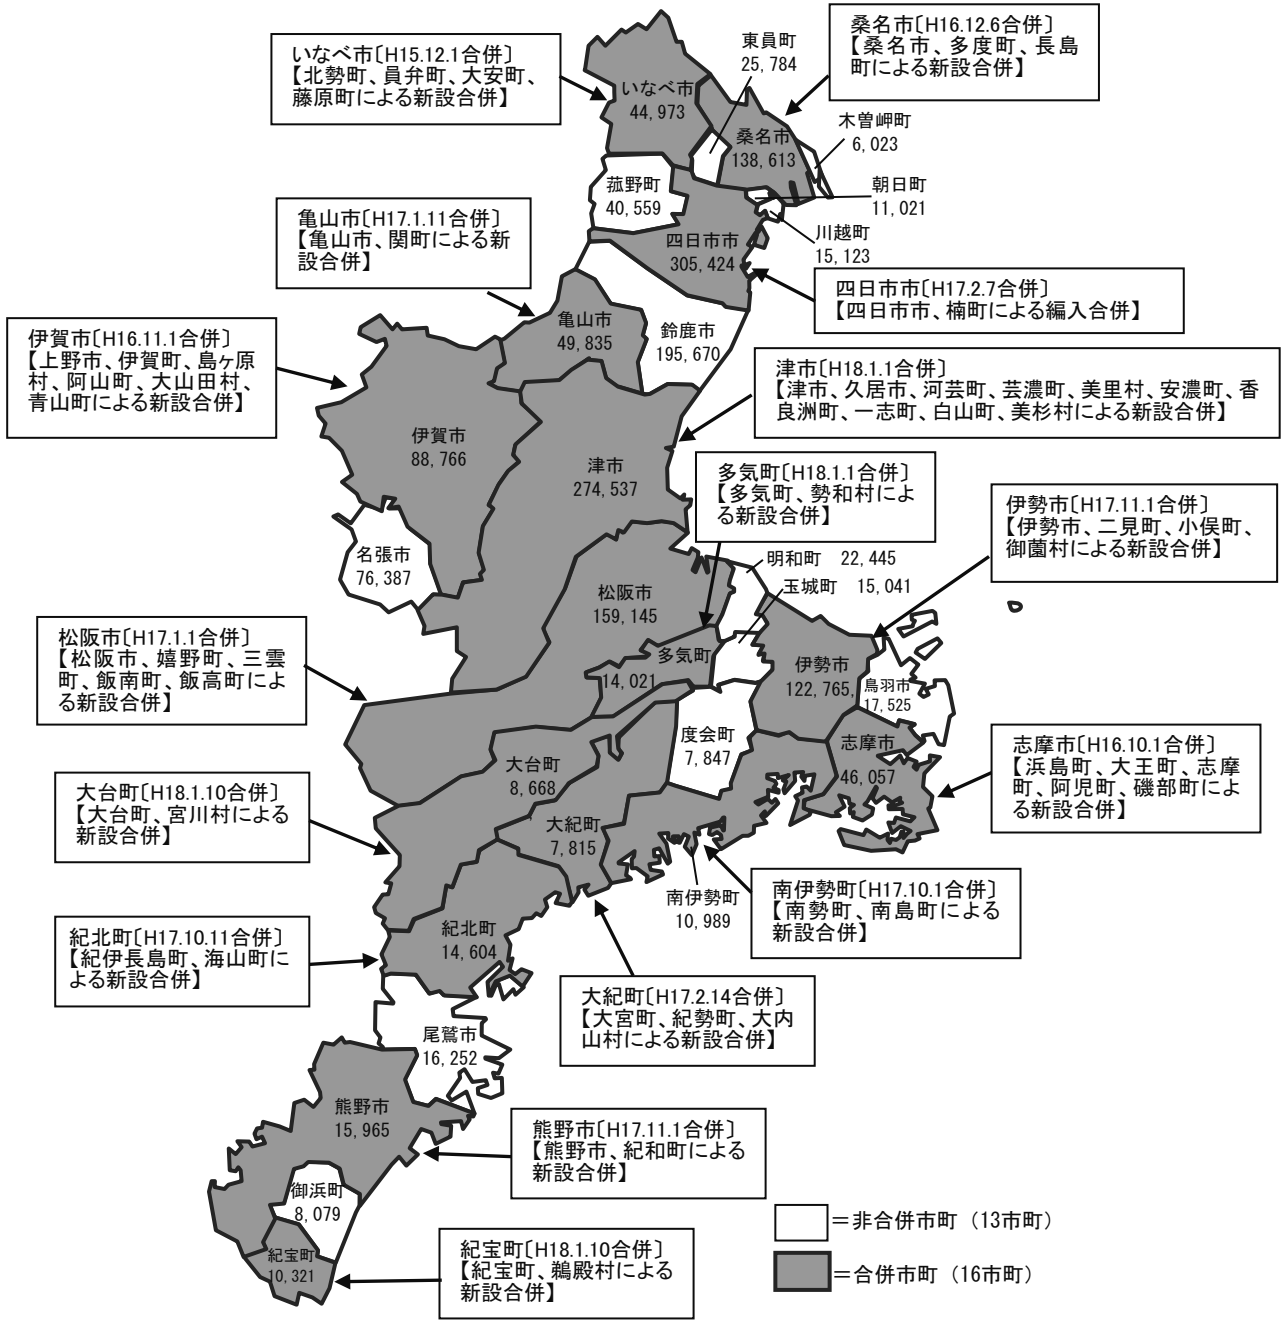 いなべ市〔H15.12.1合併〕
【北勢町、員弁町、大安町、
藤原町による新設合併】
桑名市〔H16.12.6合併〕
【桑名市、多度町、長島
町による新設合併】
東員町
25,784
いなべ市
44,973
桑名市
138,613
木曽岬町
6,023
菰野町
40,559
朝日町
11,021
川越町
15,123
四日市市
305,424
亀山市〔H17.1.11合併〕
【亀山市、関町による新
設合併】
四日市市〔H17.2.7合併〕
【四日市市、楠町による編入合併】
亀山市
49,835
鈴鹿市
195,670
伊賀市〔H16.11.1合併〕
【上野市、伊賀町、島ヶ原
村、阿山町、大山田村、
青山町による新設合併】
津市〔H18.1.1合併〕
【津市、久居市、河芸町、芸濃町、美里村、安濃町、香
良洲町、一志町、白山町、美杉村による新設合併】
伊賀市
88,766
津市
274,537
多気町〔H18.1.1合併〕
【多気町、勢和村によ
る新設合併】
伊勢市〔H17.11.1合併〕
【伊勢市、二見町、小俣町、
御薗村による新設合併】
名張市
76,387
明和町 22,445
玉城町 15,041
松阪市
159,145
松阪市〔H17.1.1合併〕
【松阪市、嬉野町、三雲
町、飯南町、飯高町によ
る新設合併】
多気町
14,021
伊勢市
122,765
鳥羽市
17,525
度会町
7,847
志摩市
46,057
志摩市〔H16.10.1合併〕
【浜島町、大王町、志摩
町、阿児町、磯部町によ
る新設合併】
大台町
8,668
大台町〔H18.1.10合併〕
【大台町、宮川村による
新設合併】
大紀町
7,815
南伊勢町
10,989
南伊勢町〔H17.10.1合併〕
【南勢町、南島町による
新設合併】
紀北町〔H17.10.11合併〕
【紀伊長島町、海山町に
よる新設合併】
紀北町
14,604
大紀町〔H17.2.14合併〕
【大宮町、紀勢町、大内
山村による新設合併】
尾鷲市
16,252
熊野市
15,965
熊野市〔H17.11.1合併〕
【熊野市、紀和町による
新設合併】
御浜町
8,079
紀宝町
10,321
紀宝町〔H18.1.10合併〕
【紀宝町、鵜殿村による
新設合併】
＝非合併市町（13市町）
＝合併市町（16市町）